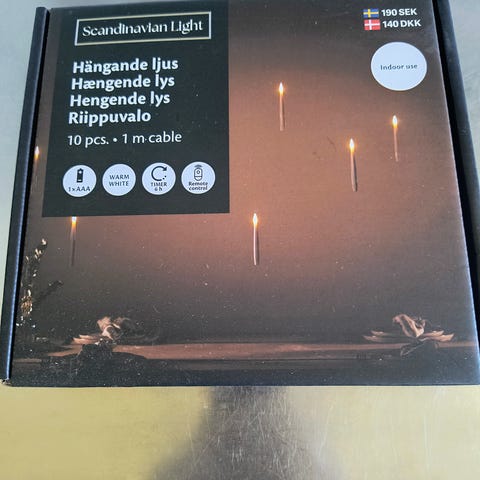 Scandinavian Light
190 SEK
140 DKK
Indoor use
Hängande ljus
Hængende lys
Hengende lys
Riippuvalo
10 pcs. • 1 m cable
1×AAA
WARM
WHITE
TIMER
6 h
Remote
control